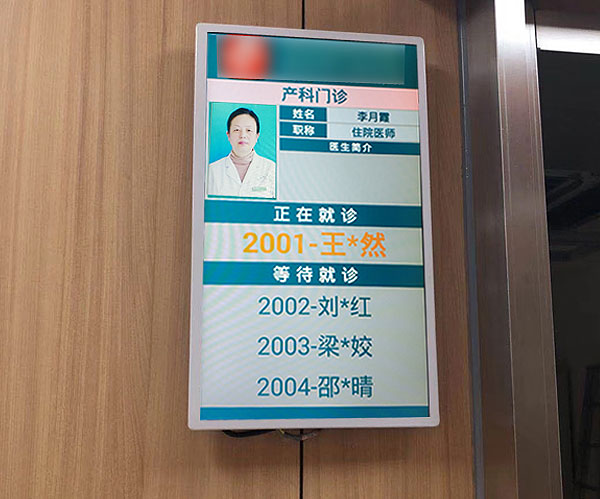 产科门诊
姓名 李月霞
职称 住院医师
医生简介
正在就诊
2001-王*然
等待就诊
2002-刘*红
2003-梁*姣
2004-邵*晴